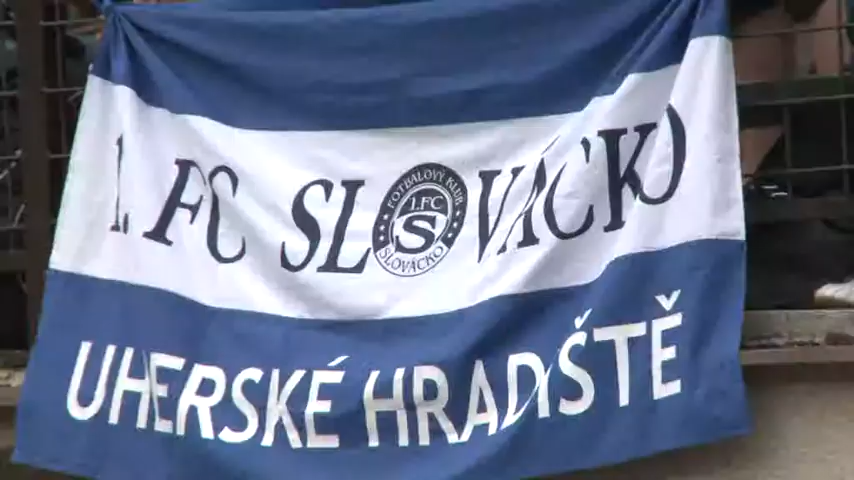 1. FC SLOVÁCKO
FOTBALOVÝ KLUB
1.FC
S
SLOVÁCKO
UHERSKÉ HRADIŠTĚ